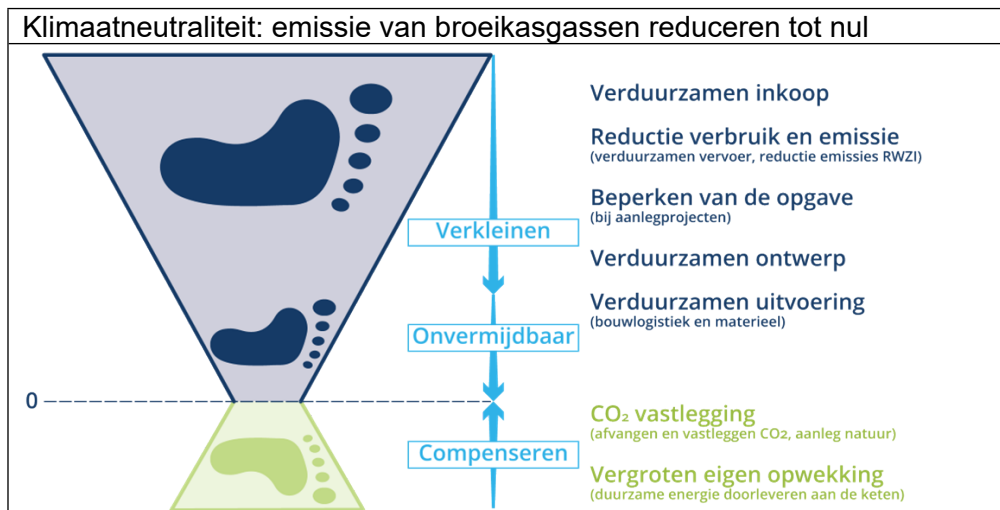 Klimaatneutraliteit: emissie van broeikasgassen reduceren tot nul
Verduurzamen inkoop
Reductie verbruik en emissie
(verduurzamen vervoer, reductie emissies RWZI)
Beperken van de opgave
(bij aanlegprojecten)
Verkleinen
Verduurzamen ontwerp
Verduurzamen uitvoering
(bouwlogistiek en materieel)
Onvermijdbaar
0
CO₂ vastlegging
(afvangen en vastleggen CO2, aanleg natuur)
Compenseren
Vergroten eigen opwekking
(duurzame energie doorleveren aan de keten)